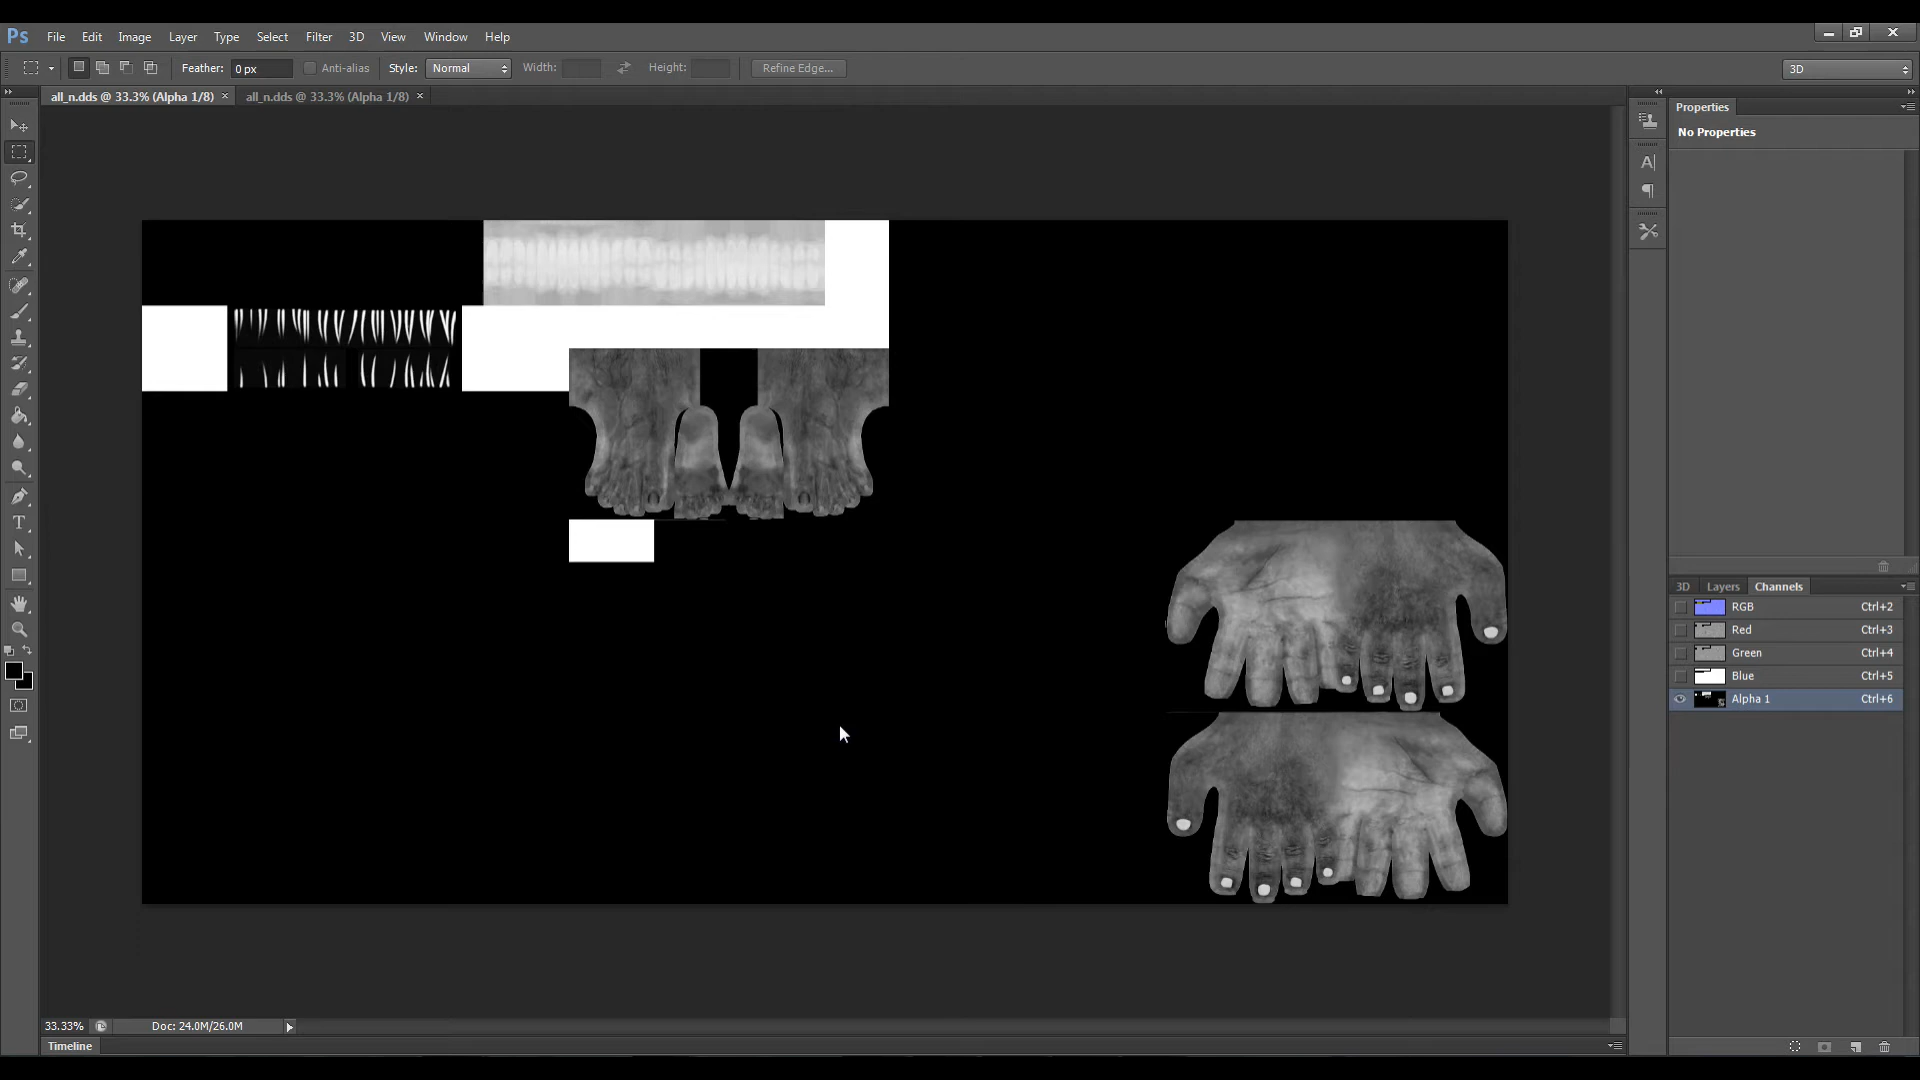 Ps File Edit Image Layer Type Select Filter 3D View Window Help
Feather: 0 px Anti-alias Style: Normal Width: Height: Refine Edge... 3D
all_n.dds @ 33.3% (Alpha 1/8) × all_n.dds @ 33.3% (Alpha 1/8) ×
Properties
No Properties
3D Layers Channels
RGB Ctrl+2
Red Ctrl+3
Green Ctrl+4
Blue Ctrl+5
Alpha 1 Ctrl+6
33.33% Doc: 24.0M/26.0M
Timeline